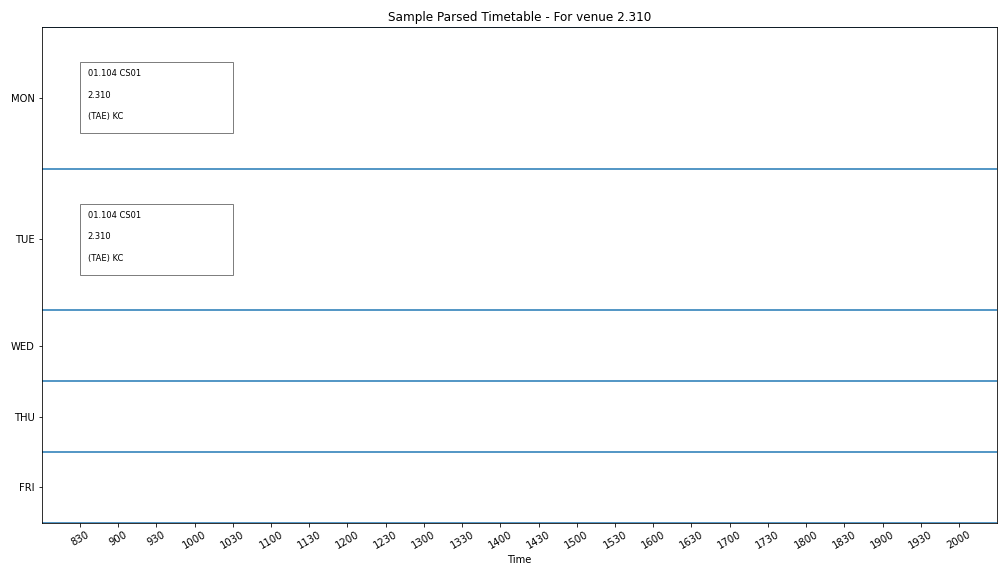 Sample Parsed Timetable - For venue 2.310
MON
01.104 CS01
2.310
(TAE) KC
TUE
01.104 CS01
2.310
(TAE) KC
WED
THU
FRI
830 900 930 1000 1030 1100 1130 1200 1230 1300 1330 1400 1430 1500 1530 1600 1630 1700 1730 1800 1830 1900 1930 2000
Time